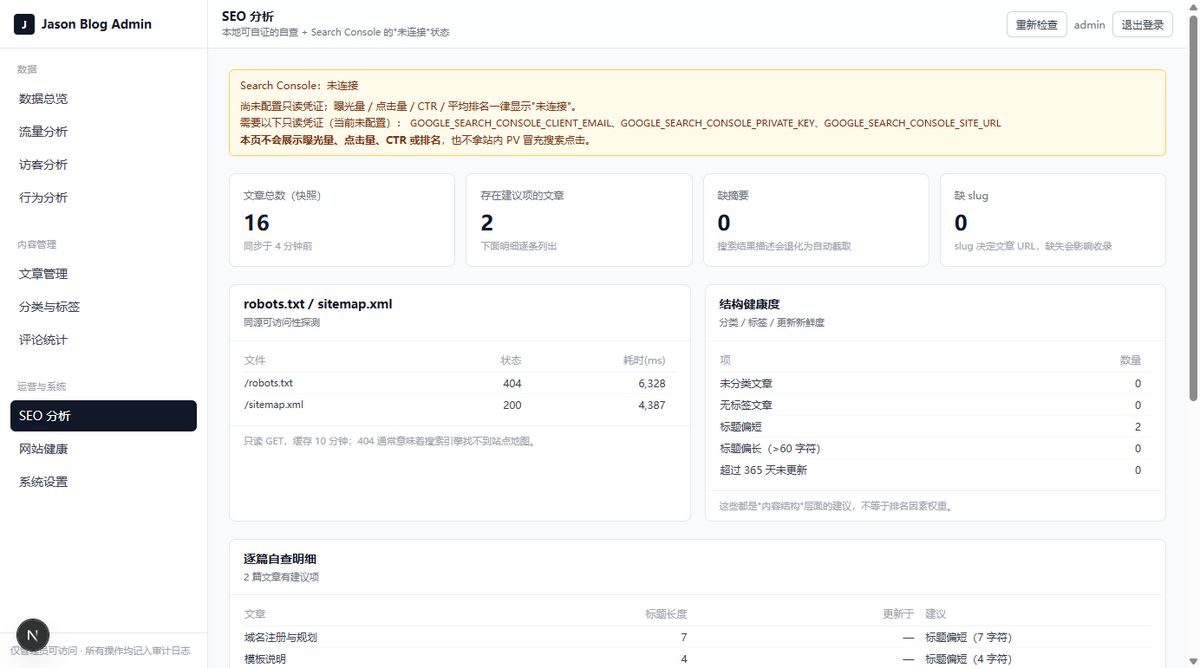 J Jason Blog Admin
SEO 分析
本地可自证的自查 + Search Console 的"未连接"状态
重新检查 admin 退出登录
数据
数据总览
流量分析
访客分析
行为分析
内容管理
文章管理
分类与标签
评论统计
运营与系统
SEO 分析
网站健康
系统设置
N
管理员可访问 · 所有操作均记入审计日志
Search Console：未连接
尚未配置只读凭证；曝光量 / 点击量 / CTR / 平均排名一律显示"未连接"。
需要以下只读凭证（当前未配置）： GOOGLE_SEARCH_CONSOLE_CLIENT_EMAIL、GOOGLE_SEARCH_CONSOLE_PRIVATE_KEY、GOOGLE_SEARCH_CONSOLE_SITE_URL
本页不会展示曝光量、点击量、CTR 或排名，也不拿站内 PV 冒充搜索点击。
文章总数（快照）
16
同步于 4 分钟前
存在建议项的文章
2
下面明细逐条列出
缺摘要
0
搜索结果描述会退化为自动截取
缺 slug
0
slug 决定文章 URL，缺失会影响收录
robots.txt / sitemap.xml
同源可访问性探测
文件 状态 耗时(ms)
/robots.txt 404 6,328
/sitemap.xml 200 4,387
只读 GET，缓存 10 分钟；404 通常意味着搜索引擎找不到站点地图。
结构健康度
分类 / 标签 / 更新新鲜度
项 数量
未分类文章 0
无标签文章 0
标题偏短 2
标题偏长（>60 字符） 0
超过 365 天未更新 0
这些都是"内容结构"层面的建议，不等于排名因素权重。
逐篇自查明细
2 篇文章有建议项
文章 标题长度 更新于 建议
域名注册与规划 7 — 标题偏短（7 字符）
模板说明 4 — 标题偏短（4 字符）